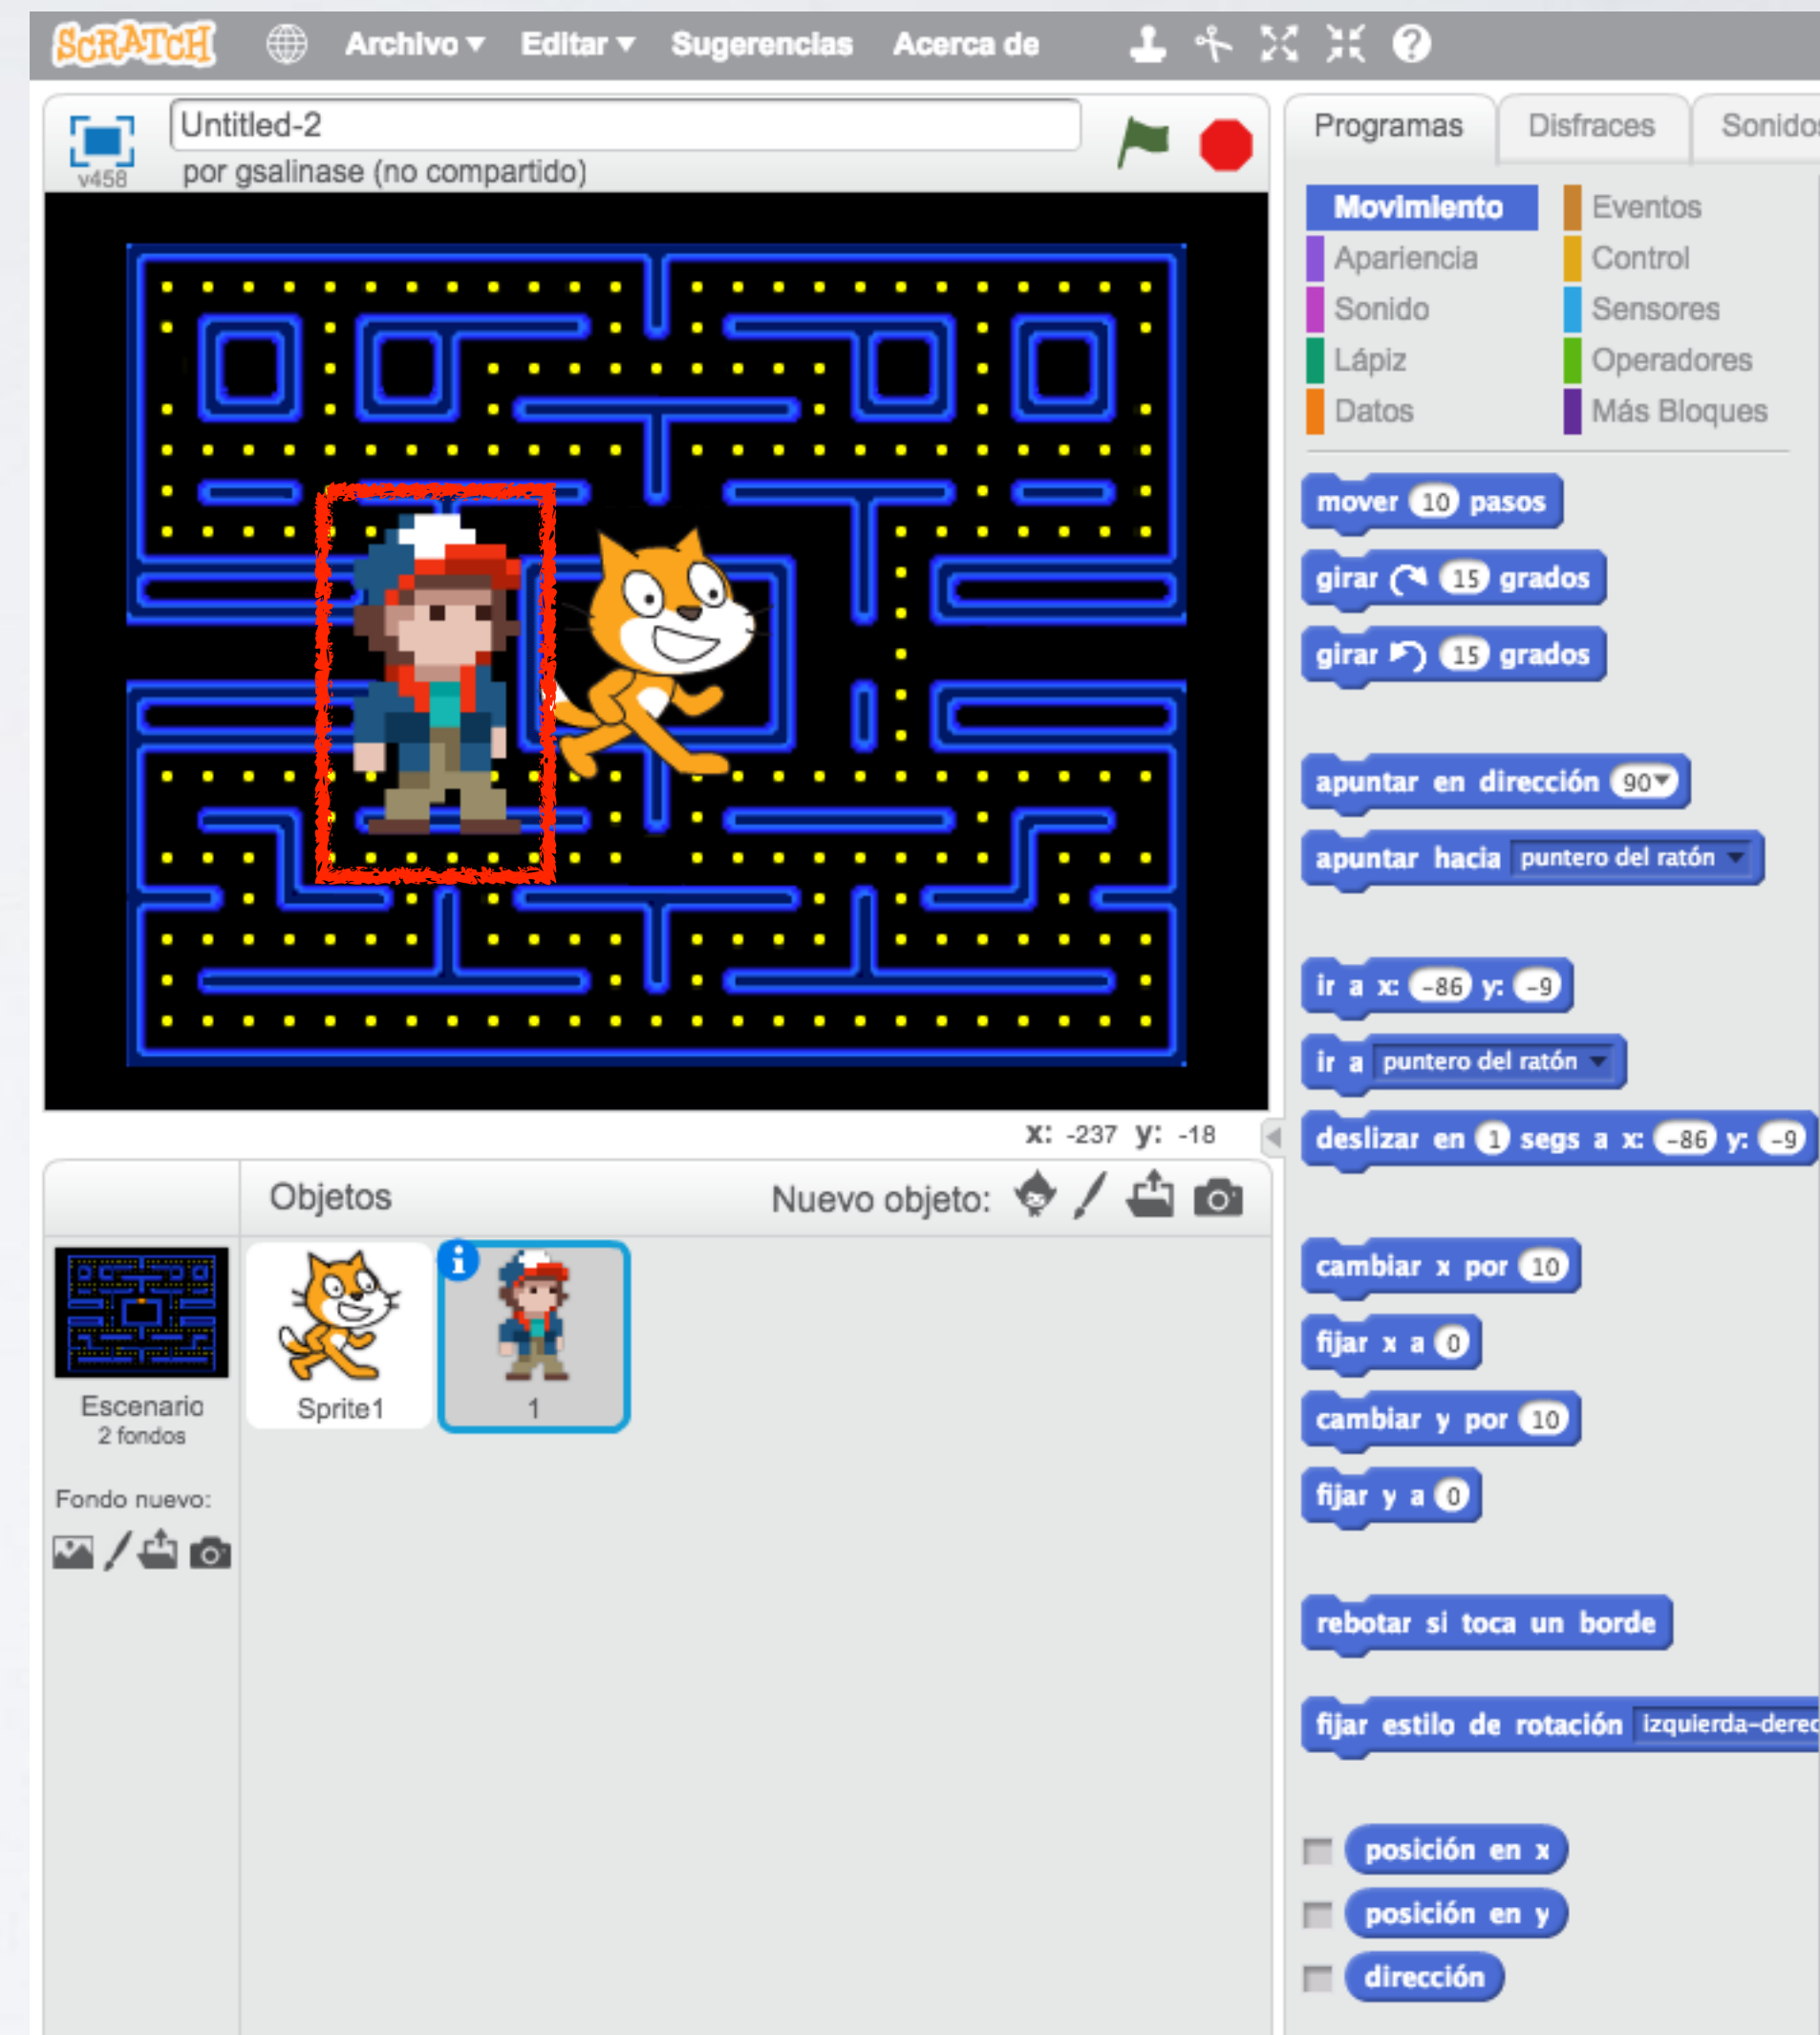 SCRATCH Archivo Editar Sugerencias Acerca de ?
Untitled-2
v458 por gsalinase (no compartido)
x: -237 y: -18
Objetos Nuevo objeto:
i
Sprite1 1
Escenario
2 fondos
Fondo nuevo:
Programas Disfraces Sonidos
Movimiento Eventos
Apariencia Control
Sonido Sensores
Lápiz Operadores
Datos Más Bloques
mover 10 pasos
girar 15 grados
girar 15 grados
apuntar en dirección 90
apuntar hacia puntero del ratón
ir a x: -86 y: -9
ir a puntero del ratón
deslizar en 1 segs a x: -86 y: -9
cambiar x por 10
fijar x a 0
cambiar y por 10
fijar y a 0
rebotar si toca un borde
fijar estilo de rotación izquierda-derec
posición en x
posición en y
dirección